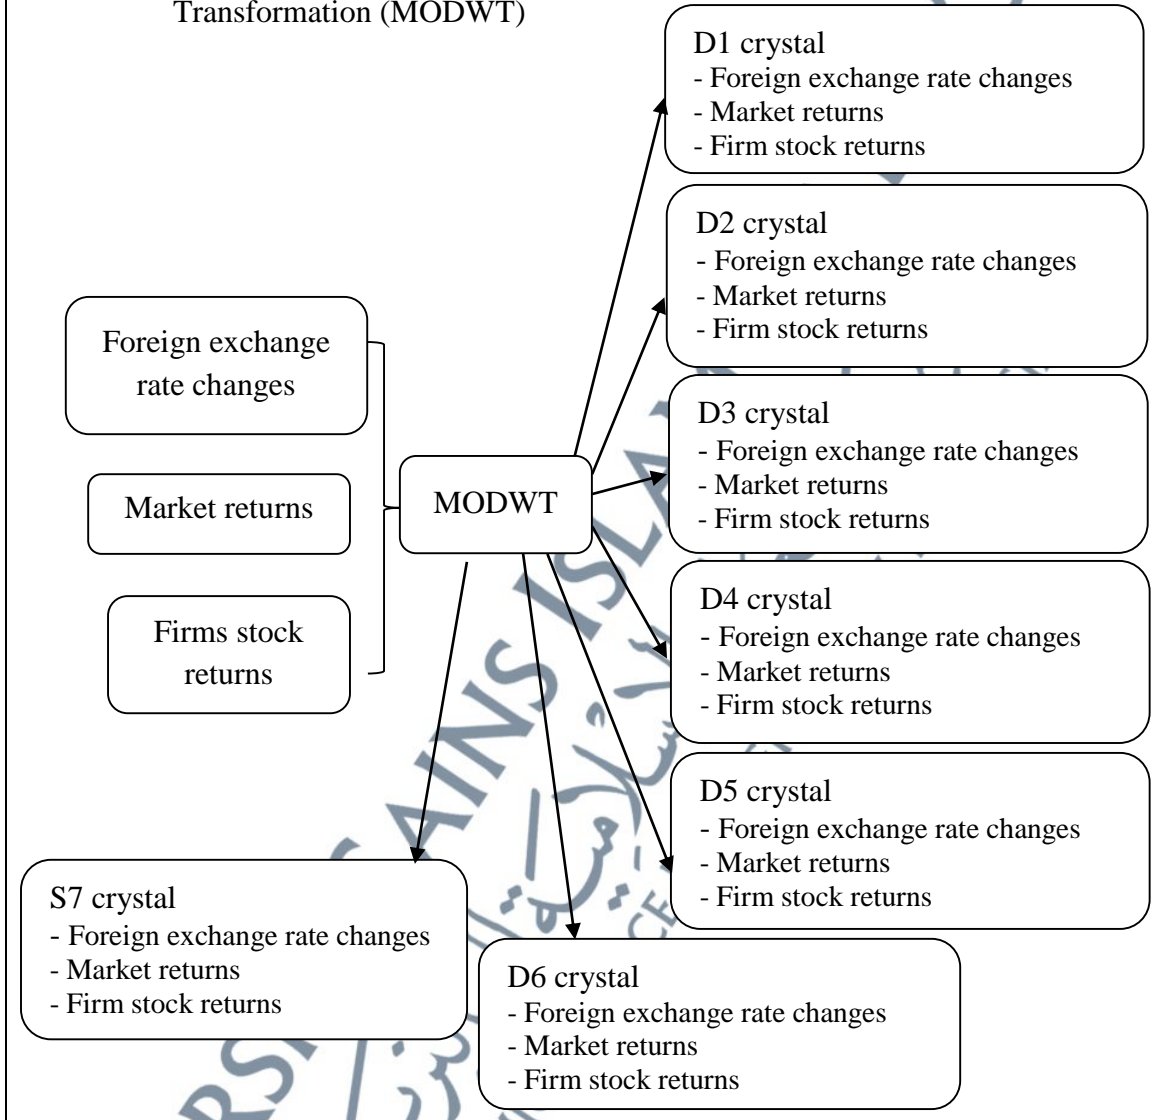 Transformation (MODWT)
D1 crystal
- Foreign exchange rate changes
- Market returns
- Firm stock returns
D2 crystal
- Foreign exchange rate changes
- Market returns
- Firm stock returns
Foreign exchange
rate changes
D3 crystal
- Foreign exchange rate changes
- Market returns
- Firm stock returns
Market returns
MODWT
D4 crystal
- Foreign exchange rate changes
- Market returns
- Firm stock returns
Firms stock
returns
D5 crystal
- Foreign exchange rate changes
- Market returns
- Firm stock returns
S7 crystal
- Foreign exchange rate changes
- Market returns
- Firm stock returns
D6 crystal
- Foreign exchange rate changes
- Market returns
- Firm stock returns
AINS ISLA